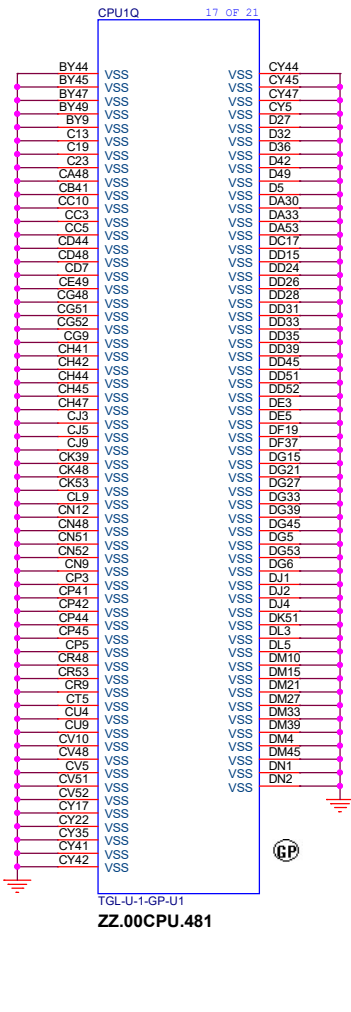 CPU1Q 17 OF 21
BY44 VSS VSS CY44
BY45 VSS VSS CY45
BY47 VSS VSS CY47
BY49 VSS VSS CY5
BY9 VSS VSS D27
C13 VSS VSS D32
C19 VSS VSS D36
C23 VSS VSS D42
CA48 VSS VSS D49
CB41 VSS VSS D5
CC10 VSS VSS DA30
CC3 VSS VSS DA33
CC5 VSS VSS DA53
CD44 VSS VSS DC17
CD48 VSS VSS DD15
CD7 VSS VSS DD24
CE49 VSS VSS DD26
CG48 VSS VSS DD28
CG51 VSS VSS DD31
CG52 VSS VSS DD33
CG9 VSS VSS DD35
CH41 VSS VSS DD39
CH42 VSS VSS DD45
CH44 VSS VSS DD51
CH45 VSS VSS DD52
CH47 VSS VSS DE3
CJ3 VSS VSS DE5
CJ5 VSS VSS DF19
CJ9 VSS VSS DF37
CK39 VSS VSS DG15
CK48 VSS VSS DG21
CK53 VSS VSS DG27
CL9 VSS VSS DG33
CN12 VSS VSS DG39
CN48 VSS VSS DG45
CN51 VSS VSS DG5
CN52 VSS VSS DG53
CN9 VSS VSS DG6
CP3 VSS VSS DJ1
CP41 VSS VSS DJ2
CP42 VSS VSS DJ4
CP44 VSS VSS DK51
CP45 VSS VSS DL3
CP5 VSS VSS DL5
CR48 VSS VSS DM10
CR53 VSS VSS DM15
CR9 VSS VSS DM21
CT5 VSS VSS DM27
CU4 VSS VSS DM33
CU9 VSS VSS DM39
CV10 VSS VSS DM4
CV48 VSS VSS DM45
CV5 VSS VSS DN1
CV51 VSS VSS DN2
CV52 VSS
CY17 VSS
CY22 VSS
CY35 VSS
CY41 VSS
CY42 VSS
GP
TGL-U-1-GP-U1
ZZ.00CPU.481